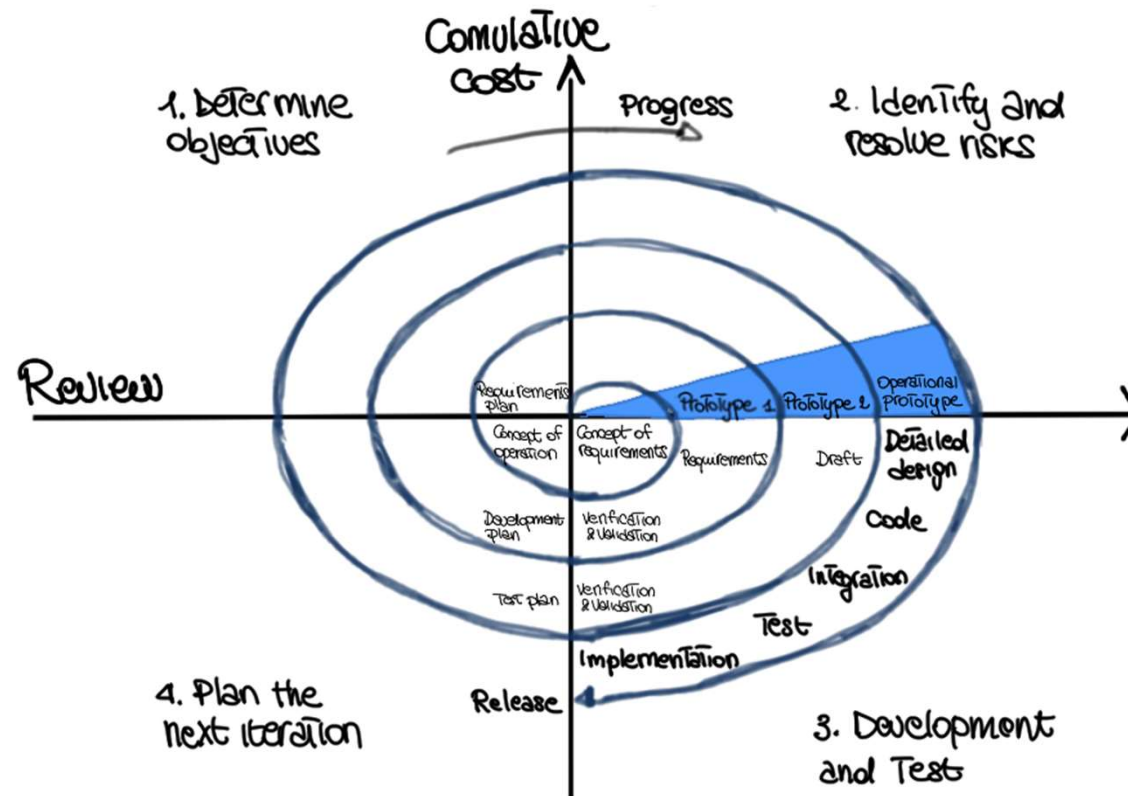 Comulative
cost
Progress
1. Determine
objectives
2. Identify and
resolve risks
Review
Requirements
plan
Prototype 1
Prototype 2
Operational
prototype
Concept of
operation
Concept of
requirements
Requirements
Draft
Detailed
design
Code
Development
plan
Verification
& Validation
Integration
Test plan
Verification
& Validation
Test
Implementation
Release
4. Plan the
next iteration
3. Development
and Test